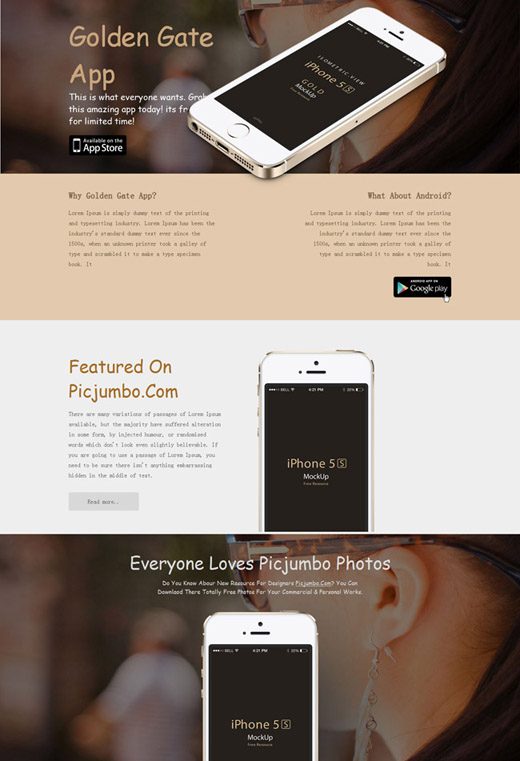 Golden Gate
App
This is what everyone wants. Grab
this amazing app today! its fr
for limited time!
Available on the
App Store
4:21 PM
ISOMETRIC VIEW
iPhone 5 S
GOLD
MockUp
Why Golden Gate App?
Lorem Ipsum is simply dummy text of the printing
and typesetting industry. Lorem Ipsum has been the
industry's standard dummy text ever since the
1500s, when an unknown printer took a galley of
type and scrambled it to make a type specimen
book. It
What About Android?
Lorem Ipsum is simply dummy text of the printing
and typesetting industry. Lorem Ipsum has been the
industry's standard dummy text ever since the
1500s, when an unknown printer took a galley of
type and scrambled it to make a type specimen
book. It
ANDROID APP ON
Google play
Featured On
Picjumbo.Com
There are many variations of passages of Lorem Ipsum
available, but the majority have suffered alteration
in some form, by injected humour, or randomised
words which don't look even slightly believable. If
you are going to use a passage of Lorem Ipsum, you
need to be sure there isn't anything embarrassing
hidden in the middle of text.
Read more..
BELL 4:21 PM 22%
iPhone 5 S
MockUp
Free Resource
Everyone Loves Picjumbo Photos
Do You Know About New Resource For Designers Picjumbo.Com? You Can
Download There Totally Free Photos For Your Commercial & Personal Works.
BELL 4:21 PM 22%
iPhone 5 S
MockUp
Free Resource